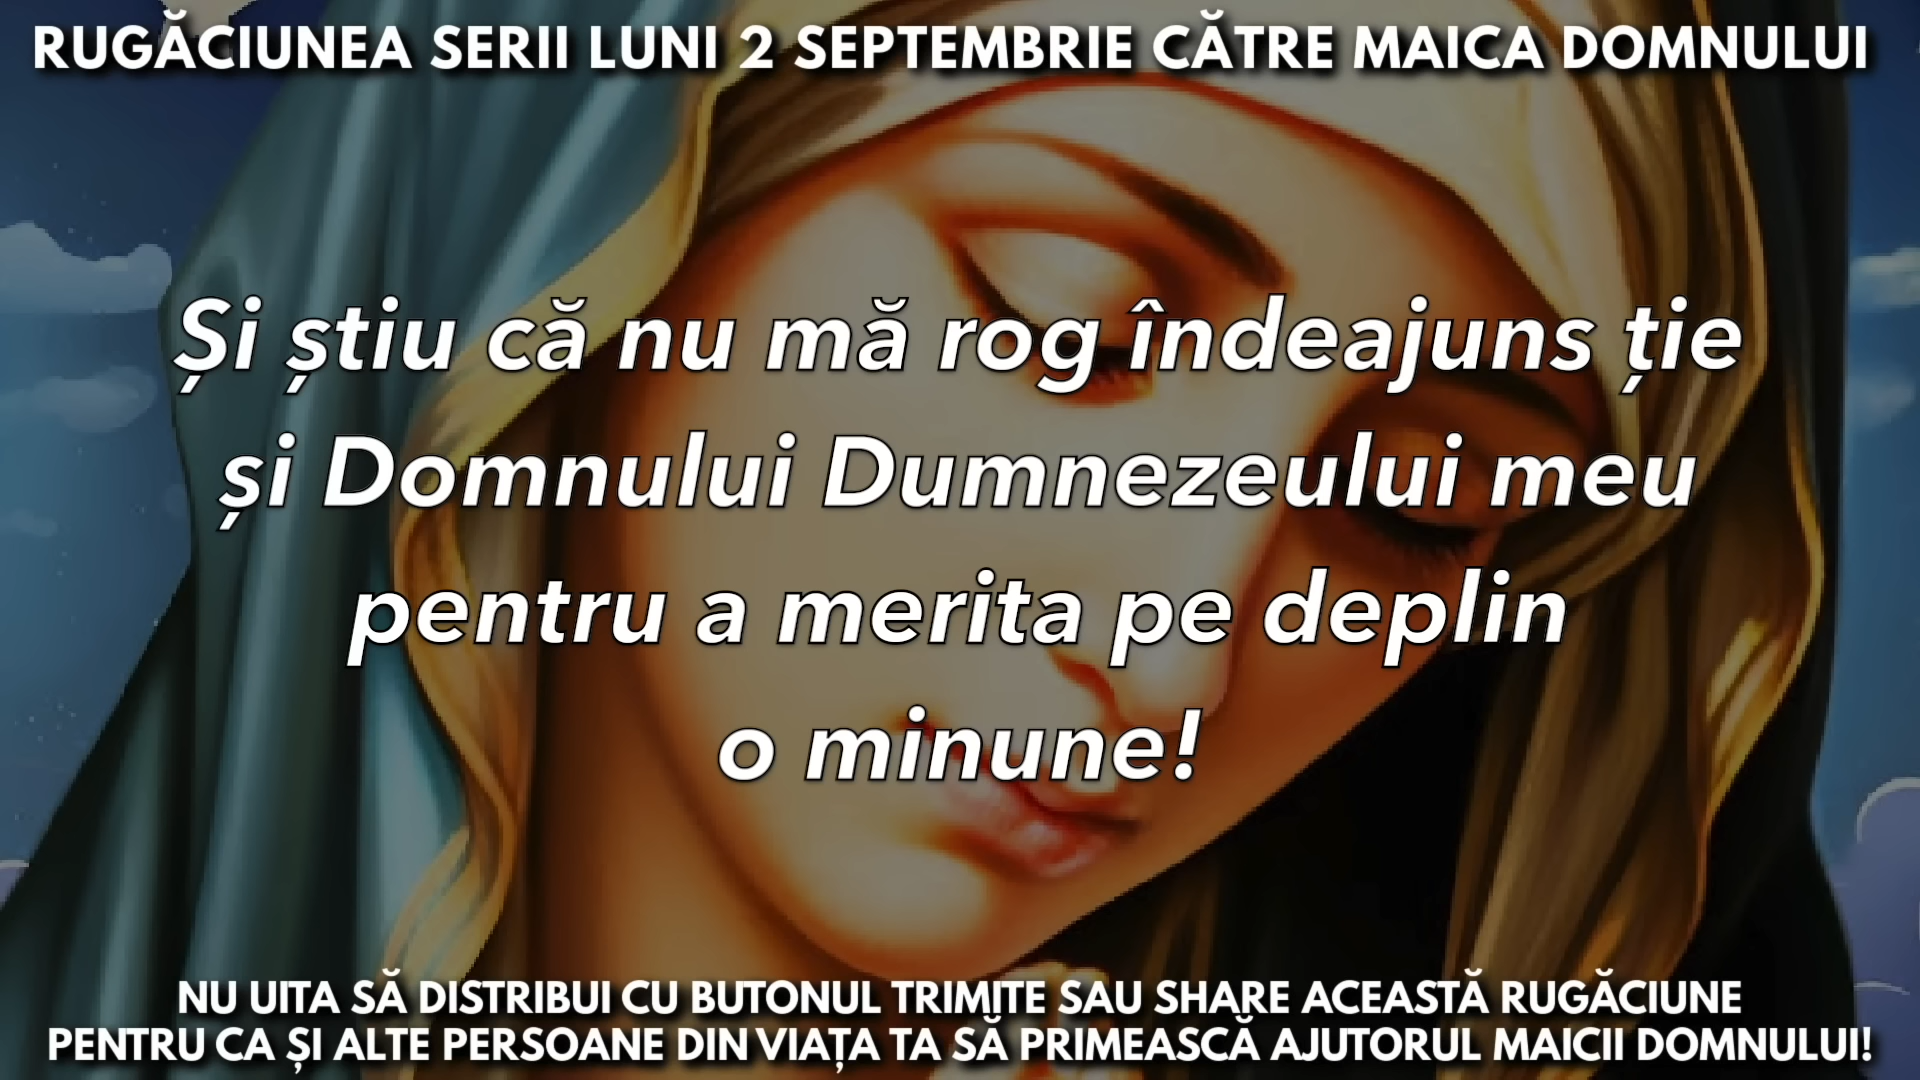 RUGĂCIUNEA SERII LUNI 2 SEPTEMBRIE CĂTRE MAICA DOMNULUI
Și știu că nu mă rog îndeajuns ție
și Domnului Dumnezeului meu
pentru a merita pe deplin
o minune!
NU UITA SĂ DISTRIBUI CU BUTONUL TRIMITE SAU SHARE ACEASTĂ RUGĂCIUNE
PENTRU CA ȘI ALTE PERSOANE DIN VIAȚA TA SĂ PRIMEASCĂ AJUTORUL MAICII DOMNULUI!